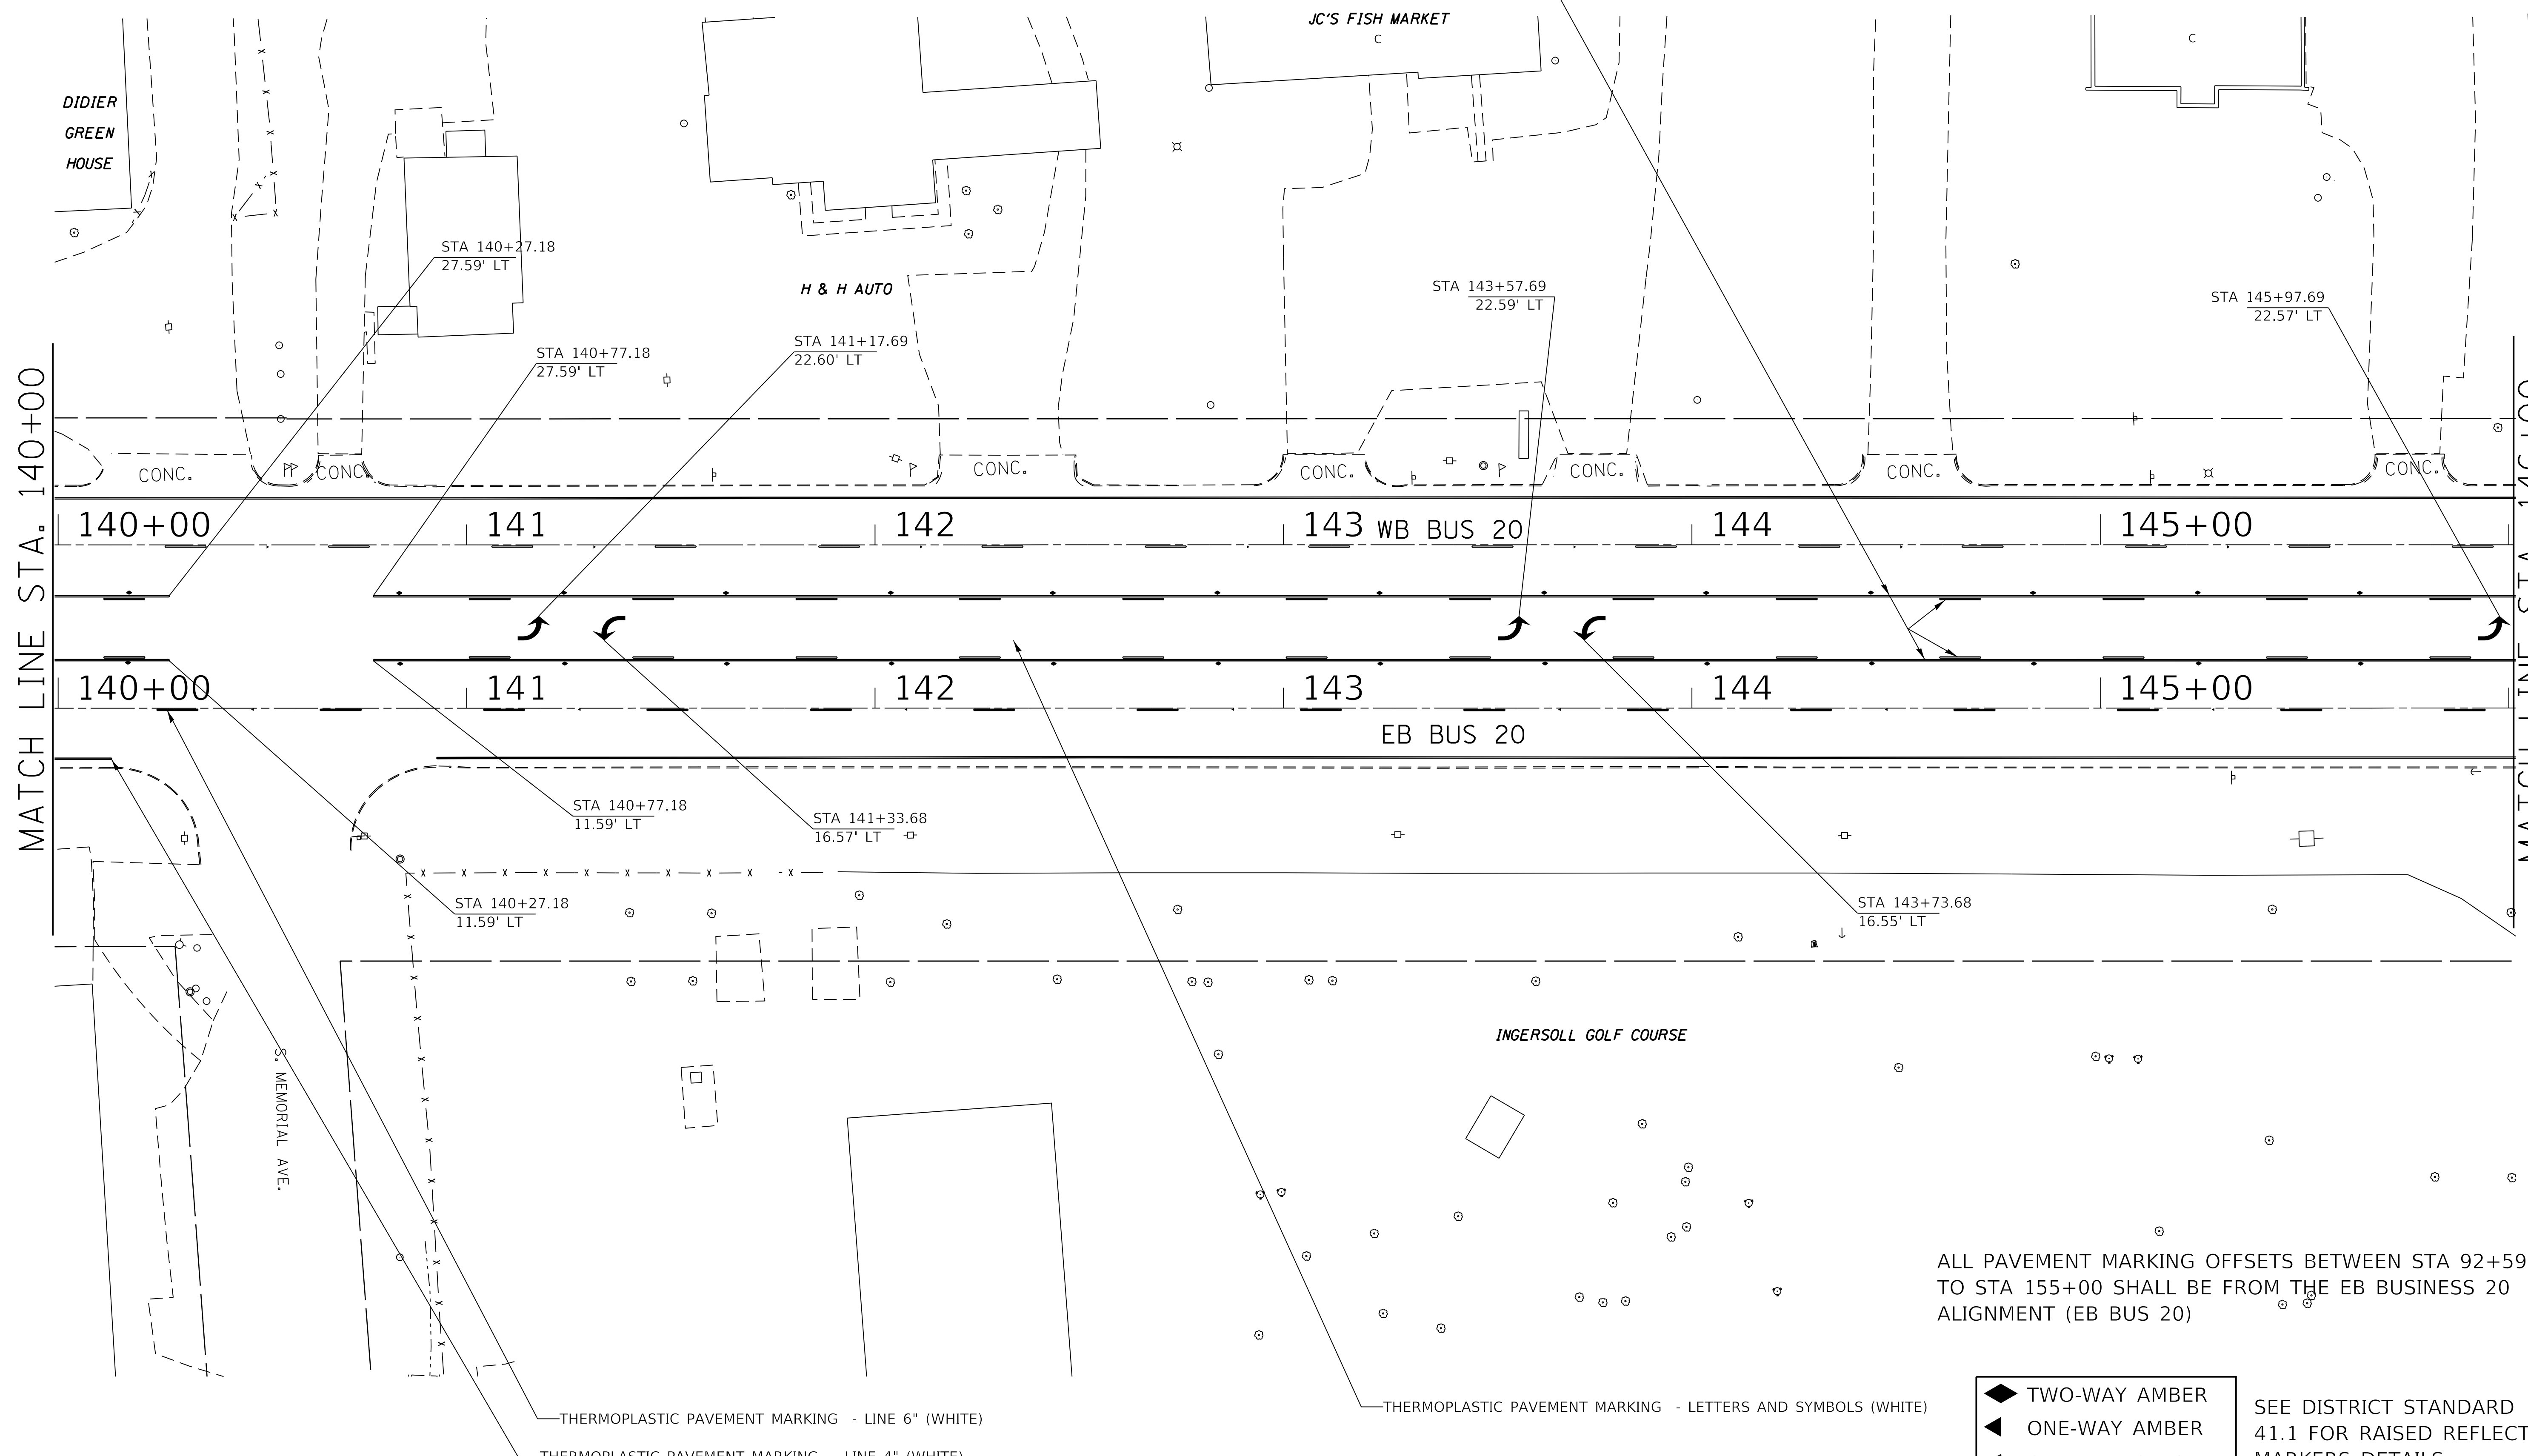 JC'S FISH MARKET
C
C
DIDIER
GREEN
HOUSE
STA 140+27.18
27.59' LT
H & H AUTO
STA 143+57.69
22.59' LT
STA 145+97.69
22.57' LT
STA 141+17.69
22.60' LT
STA 140+77.18
27.59' LT
MATCH LINE STA. 140+00
CONC.
CONC.
CONC.
CONC.
CONC.
CONC.
CONC.
140+00
141
142
143
WB BUS 20
144
145+00
140+00
141
142
143
144
145+00
EB BUS 20
STA 140+77.18
11.59' LT
STA 141+33.68
16.57' LT
STA 140+27.18
11.59' LT
STA 143+73.68
16.55' LT
INGERSOLL GOLF COURSE
S. MEMORIAL AVE.
ALL PAVEMENT MARKING OFFSETS BETWEEN STA 92+59
TO STA 155+00 SHALL BE FROM THE EB BUSINESS 20
ALIGNMENT (EB BUS 20)
THERMOPLASTIC PAVEMENT MARKING - LINE 6" (WHITE)
THERMOPLASTIC PAVEMENT MARKING - LETTERS AND SYMBOLS (WHITE)
THERMOPLASTIC PAVEMENT MARKING - LINE 4" (WHITE)
TWO-WAY AMBER
ONE-WAY AMBER
SEE DISTRICT STANDARD
41.1 FOR RAISED REFLECT
MARKERS DETAILS